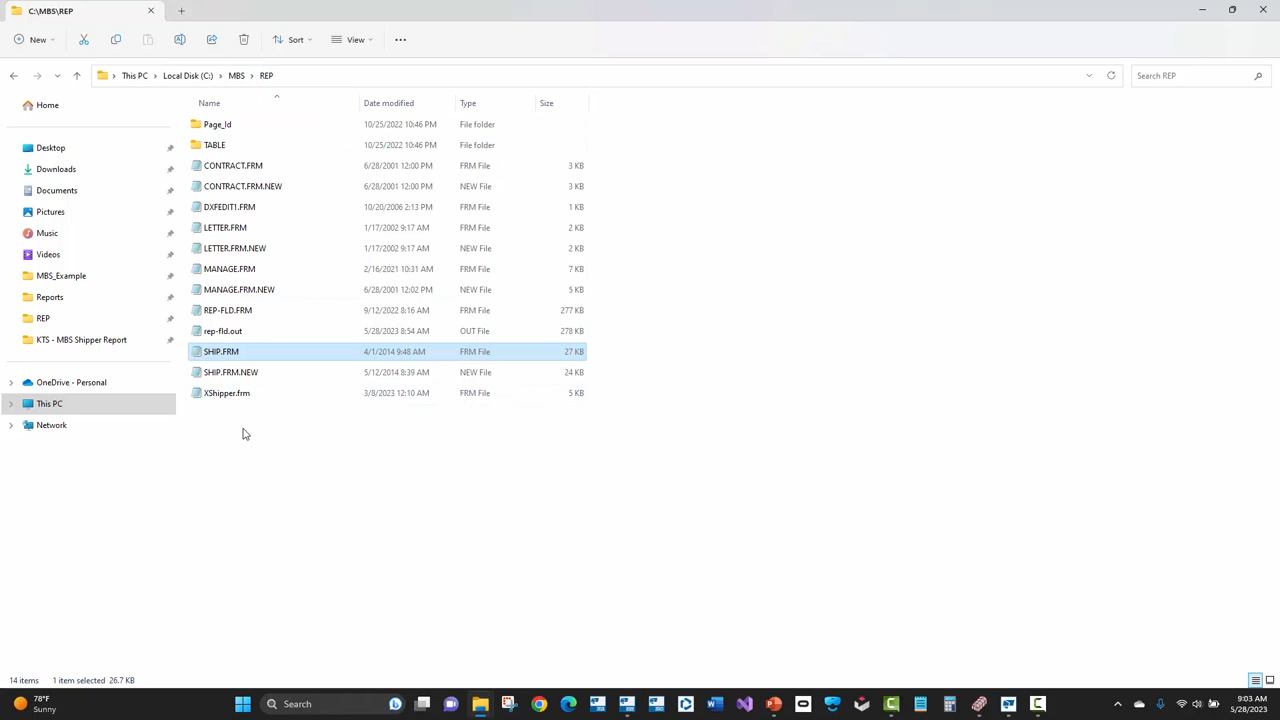 C:\MBS\REP
New
Sort
View
This PC
Local Disk (C:)
MBS
REP
Search REP
Name
Date modified
Type
Size
Home
Desktop
Downloads
Documents
Pictures
Music
Videos
MBS_Example
Reports
REP
KTS - MBS Shipper Report
OneDrive - Personal
This PC
Network
Page_Id 10/25/2022 10:46 PM File folder
TABLE 10/25/2022 10:46 PM File folder
CONTRACT.FRM 6/28/2001 12:00 PM FRM File 3 KB
CONTRACT.FRM.NEW 6/28/2001 12:00 PM NEW File 3 KB
DXFEDIT1.FRM 10/20/2006 2:13 PM FRM File 1 KB
LETTER.FRM 1/17/2002 9:17 AM FRM File 2 KB
LETTER.FRM.NEW 1/17/2002 9:17 AM NEW File 2 KB
MANAGE.FRM 2/16/2021 10:31 AM FRM File 7 KB
MANAGE.FRM.NEW 6/28/2001 12:02 PM NEW File 5 KB
REP-FLD.FRM 9/12/2022 8:16 AM FRM File 277 KB
rep-fld.out 5/28/2023 8:54 AM OUT File 278 KB
SHIP.FRM 4/1/2014 9:48 AM FRM File 27 KB
SHIP.FRM.NEW 5/12/2014 8:39 AM NEW File 24 KB
XShipper.frm 3/8/2023 12:10 AM FRM File 5 KB
14 items
1 item selected 26.7 KB
78°F
Sunny
Search
9:03 AM
5/28/2023